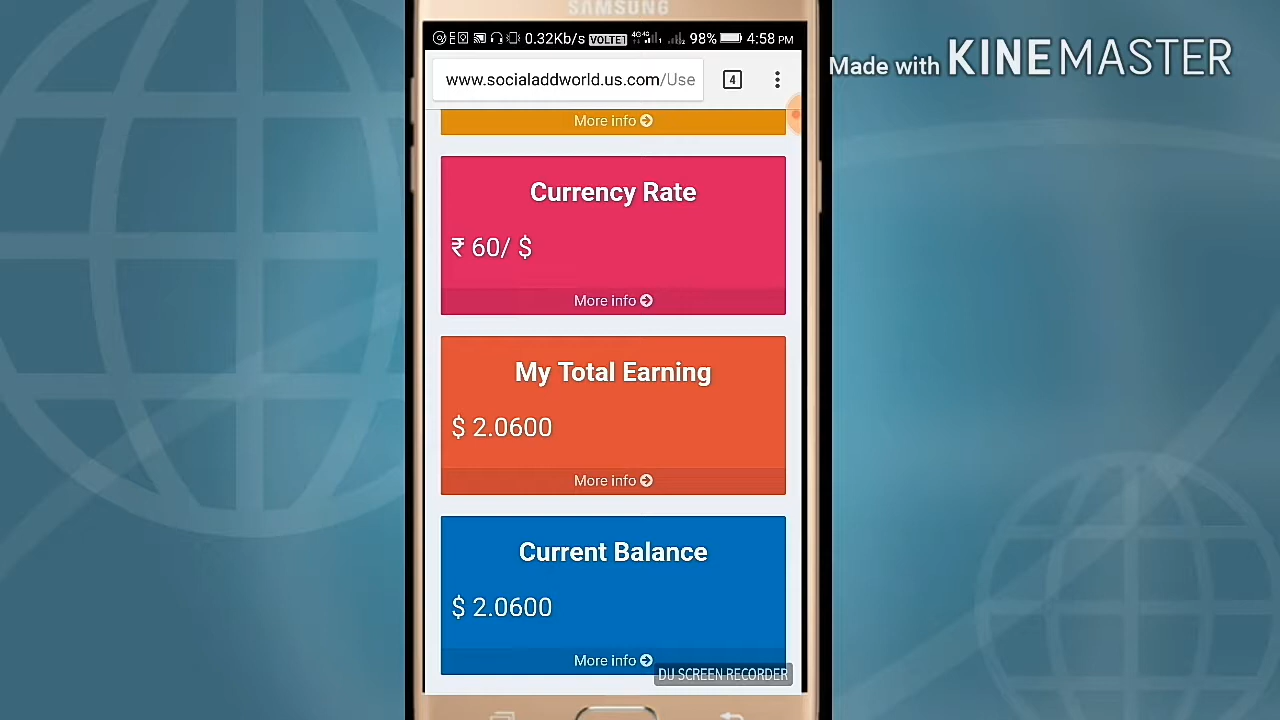 SAMSUNG
0.32Kb/s VOLTE1 4G4G 98% 4:58 PM
Made with KINEMASTER
www.socialaddworld.us.com/Use 4
More info
Currency Rate
₹ 60/ $
More info
My Total Earning
$ 2.0600
More info
Current Balance
$ 2.0600
More info
DU SCREEN RECORDER